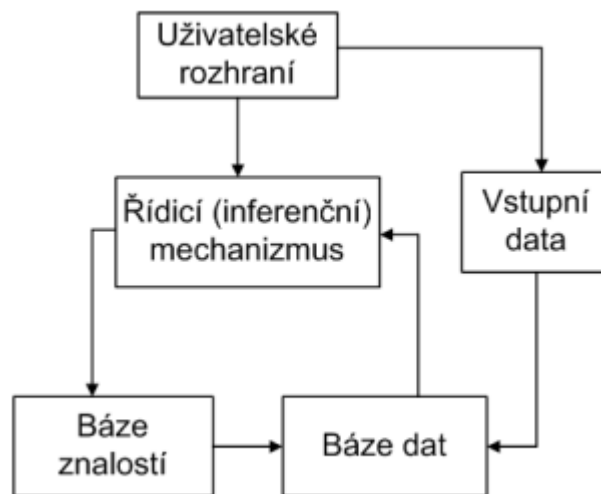 Uživatelské
rozhraní
Řídicí (inferenční)
mechanizmus
Vstupní
data
Báze
znalostí
Báze dat